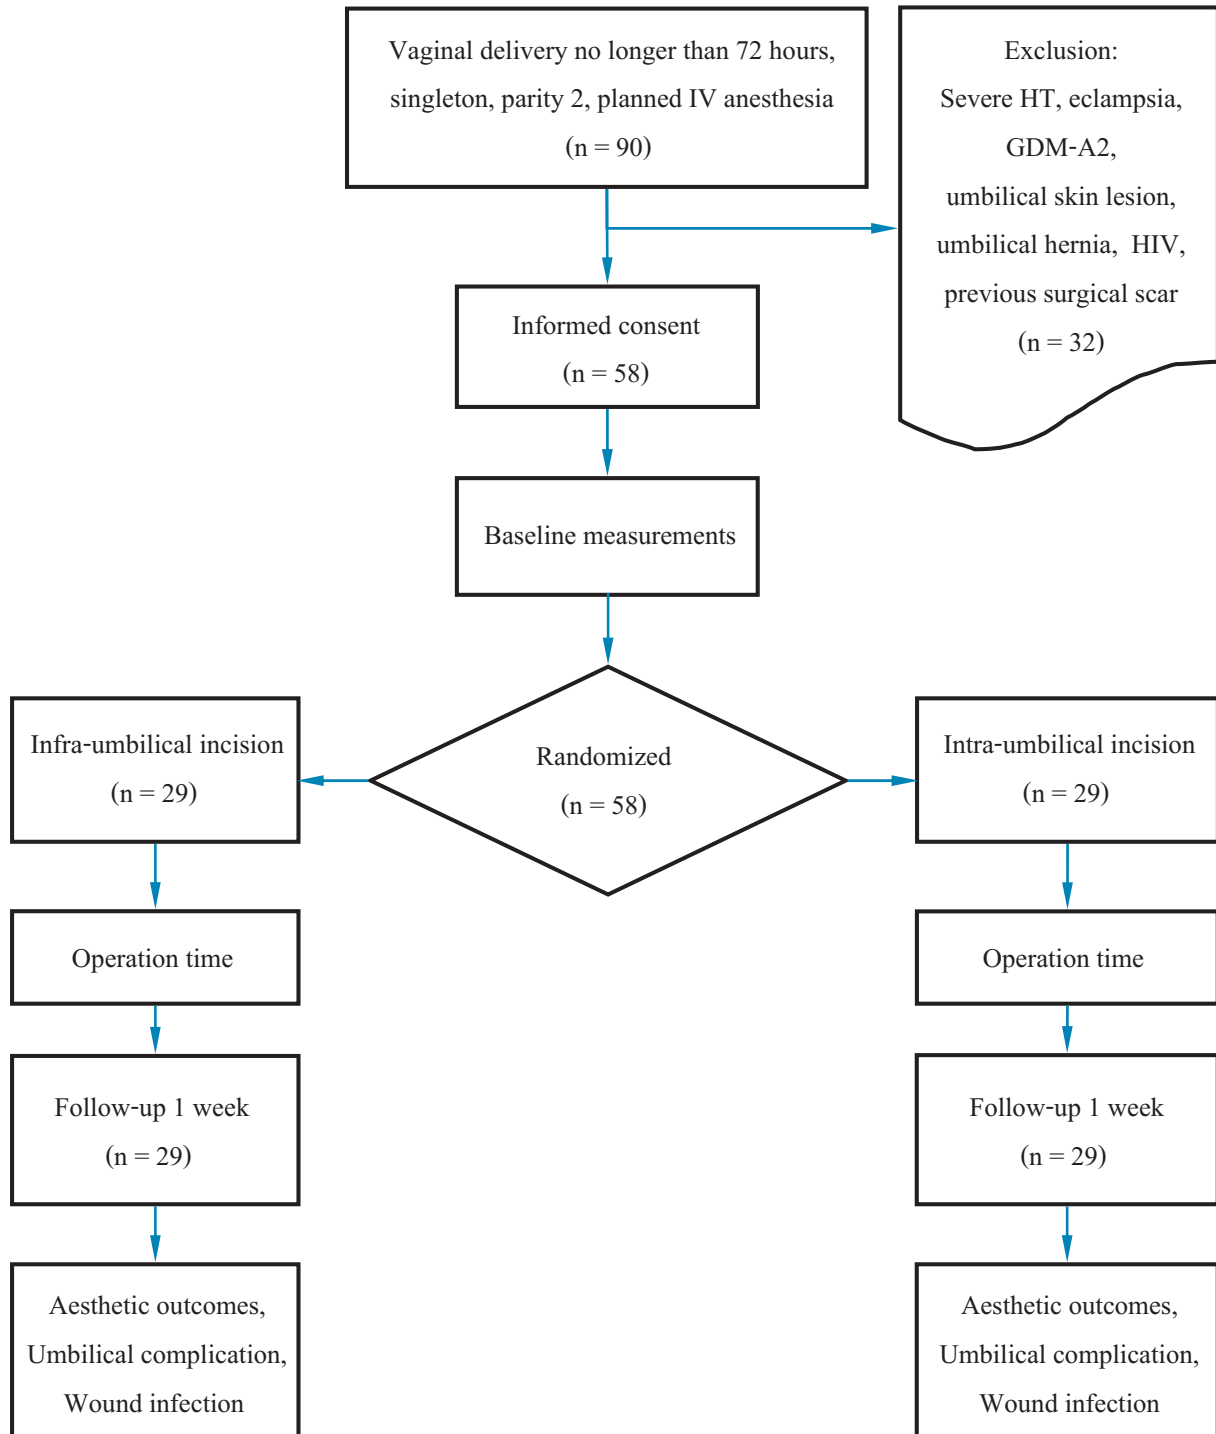 Vaginal delivery no longer than 72 hours,
singleton, parity 2, planned IV anesthesia
(n = 90)
Exclusion:
Severe HT, eclampsia,
GDM-A2,
umbilical skin lesion,
umbilical hernia, HIV,
previous surgical scar
(n = 32)
Informed consent
(n = 58)
Baseline measurements
Randomized
(n = 58)
Infra-umbilical incision
(n = 29)
Operation time
Follow-up 1 week
(n = 29)
Aesthetic outcomes,
Umbilical complication,
Wound infection
Intra-umbilical incision
(n = 29)
Operation time
Follow-up 1 week
(n = 29)
Aesthetic outcomes,
Umbilical complication,
Wound infection